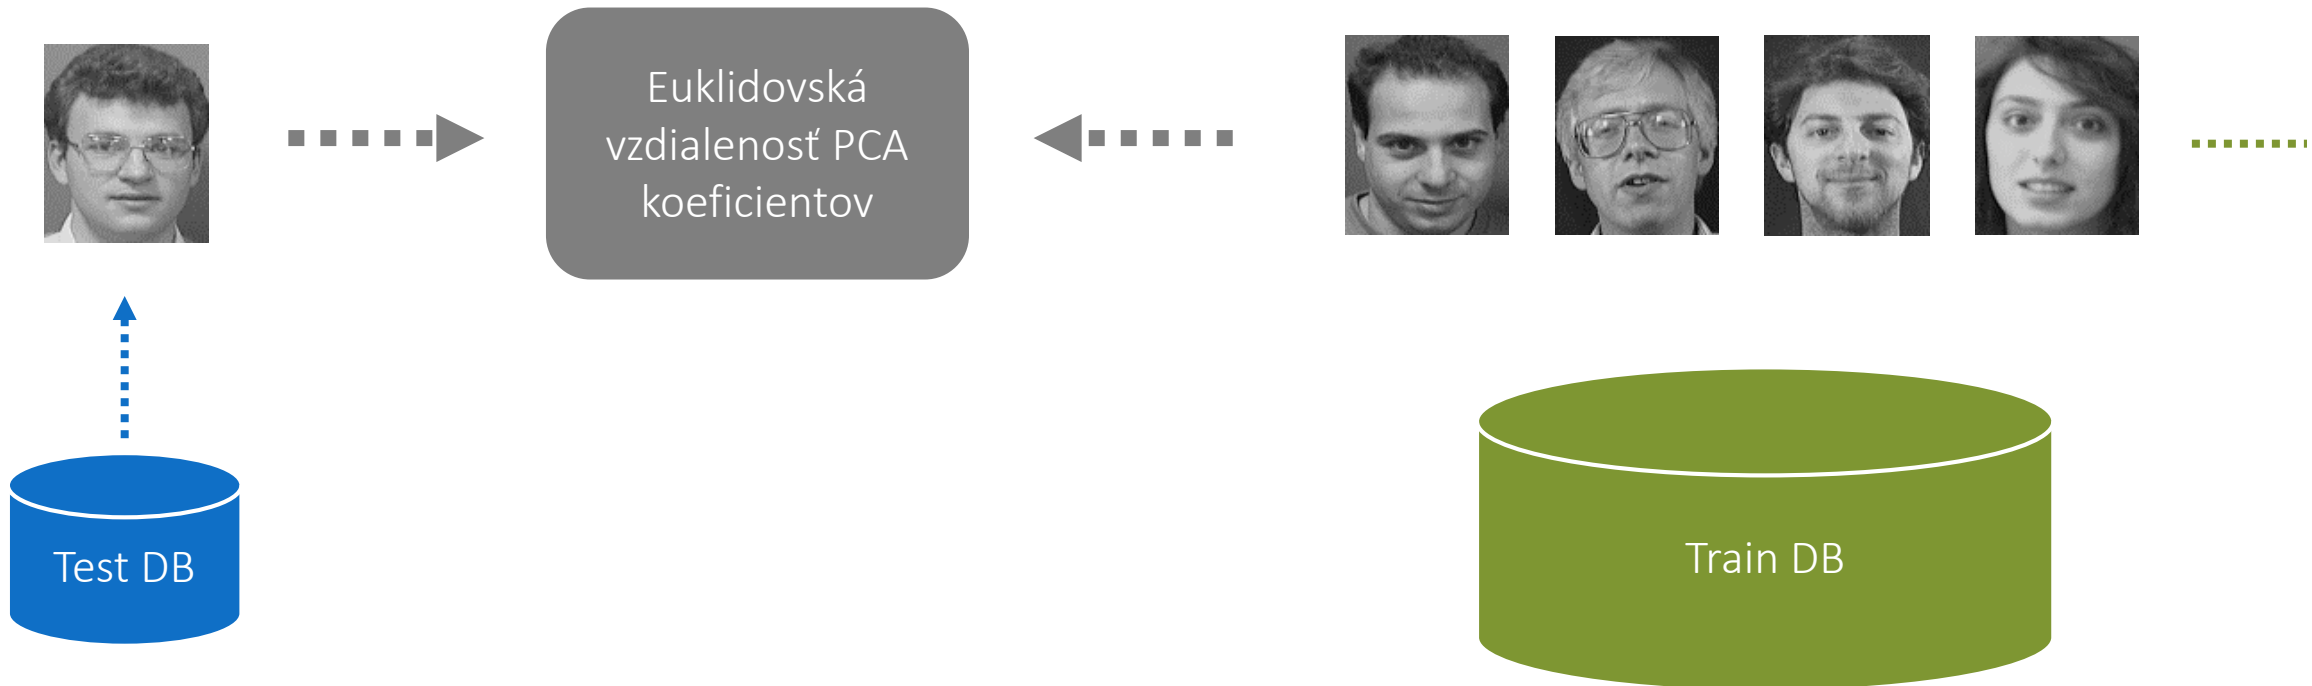 Euklidovská
vzdialenosť PCA
koeficientov
Test DB
Train DB